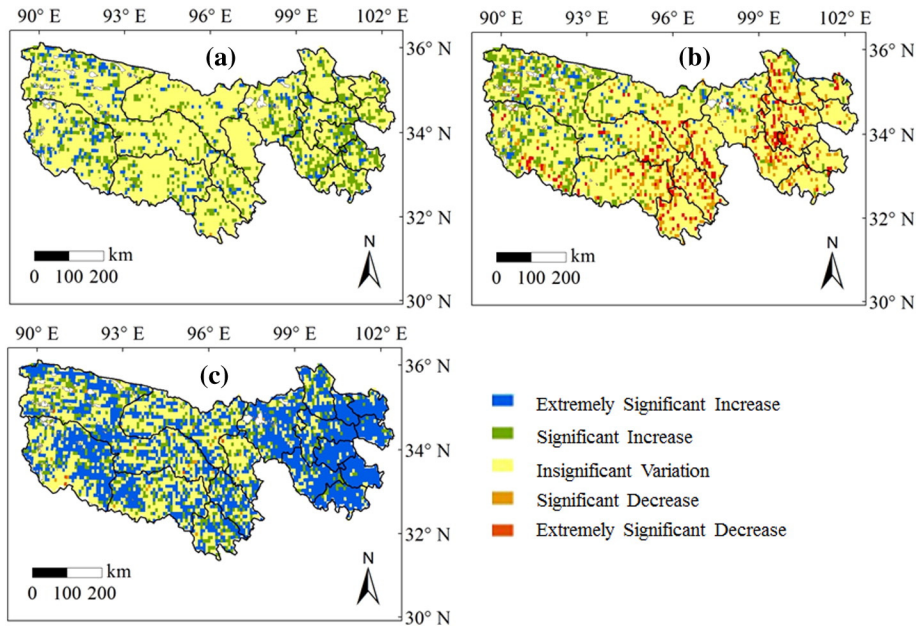 90° E 93° E 96° E 99° E 102° E
(a)
36° N
34° N
32° N
30° N
km
0 100 200
N
90° E 93° E 96° E 99° E 102° E
(b)
36° N
34° N
32° N
30° N
km
0 100 200
N
90° E 93° E 96° E 99° E 102° E
(c)
36° N
34° N
32° N
30° N
km
0 100 200
N
Extremely Significant Increase
Significant Increase
Insignificant Variation
Significant Decrease
Extremely Significant Decrease